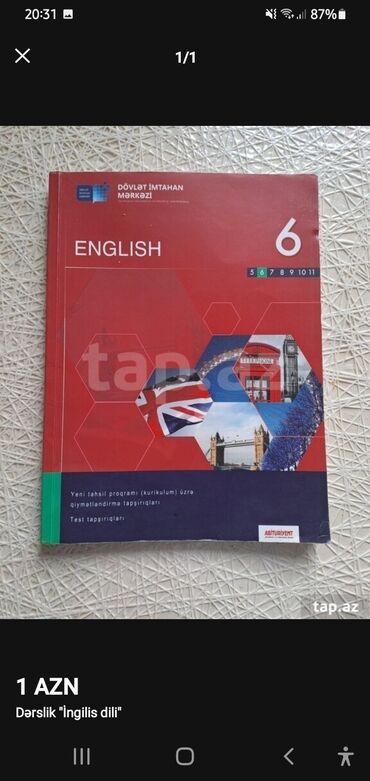 20:31
87%
1/1
DÖVLƏT İMTAHAN
MƏRKƏZİ
ENGLISH
6
5 6 7 8 9 10 11
TELEPHONE
tap.az
Yeni təhsil proqramı (kurikulum) üzrə
qiymətləndirmə tapşırıqları
Test tapşırıqları
ABITURIYENT
tap.az
1 AZN
Dərslik "İngilis dili"